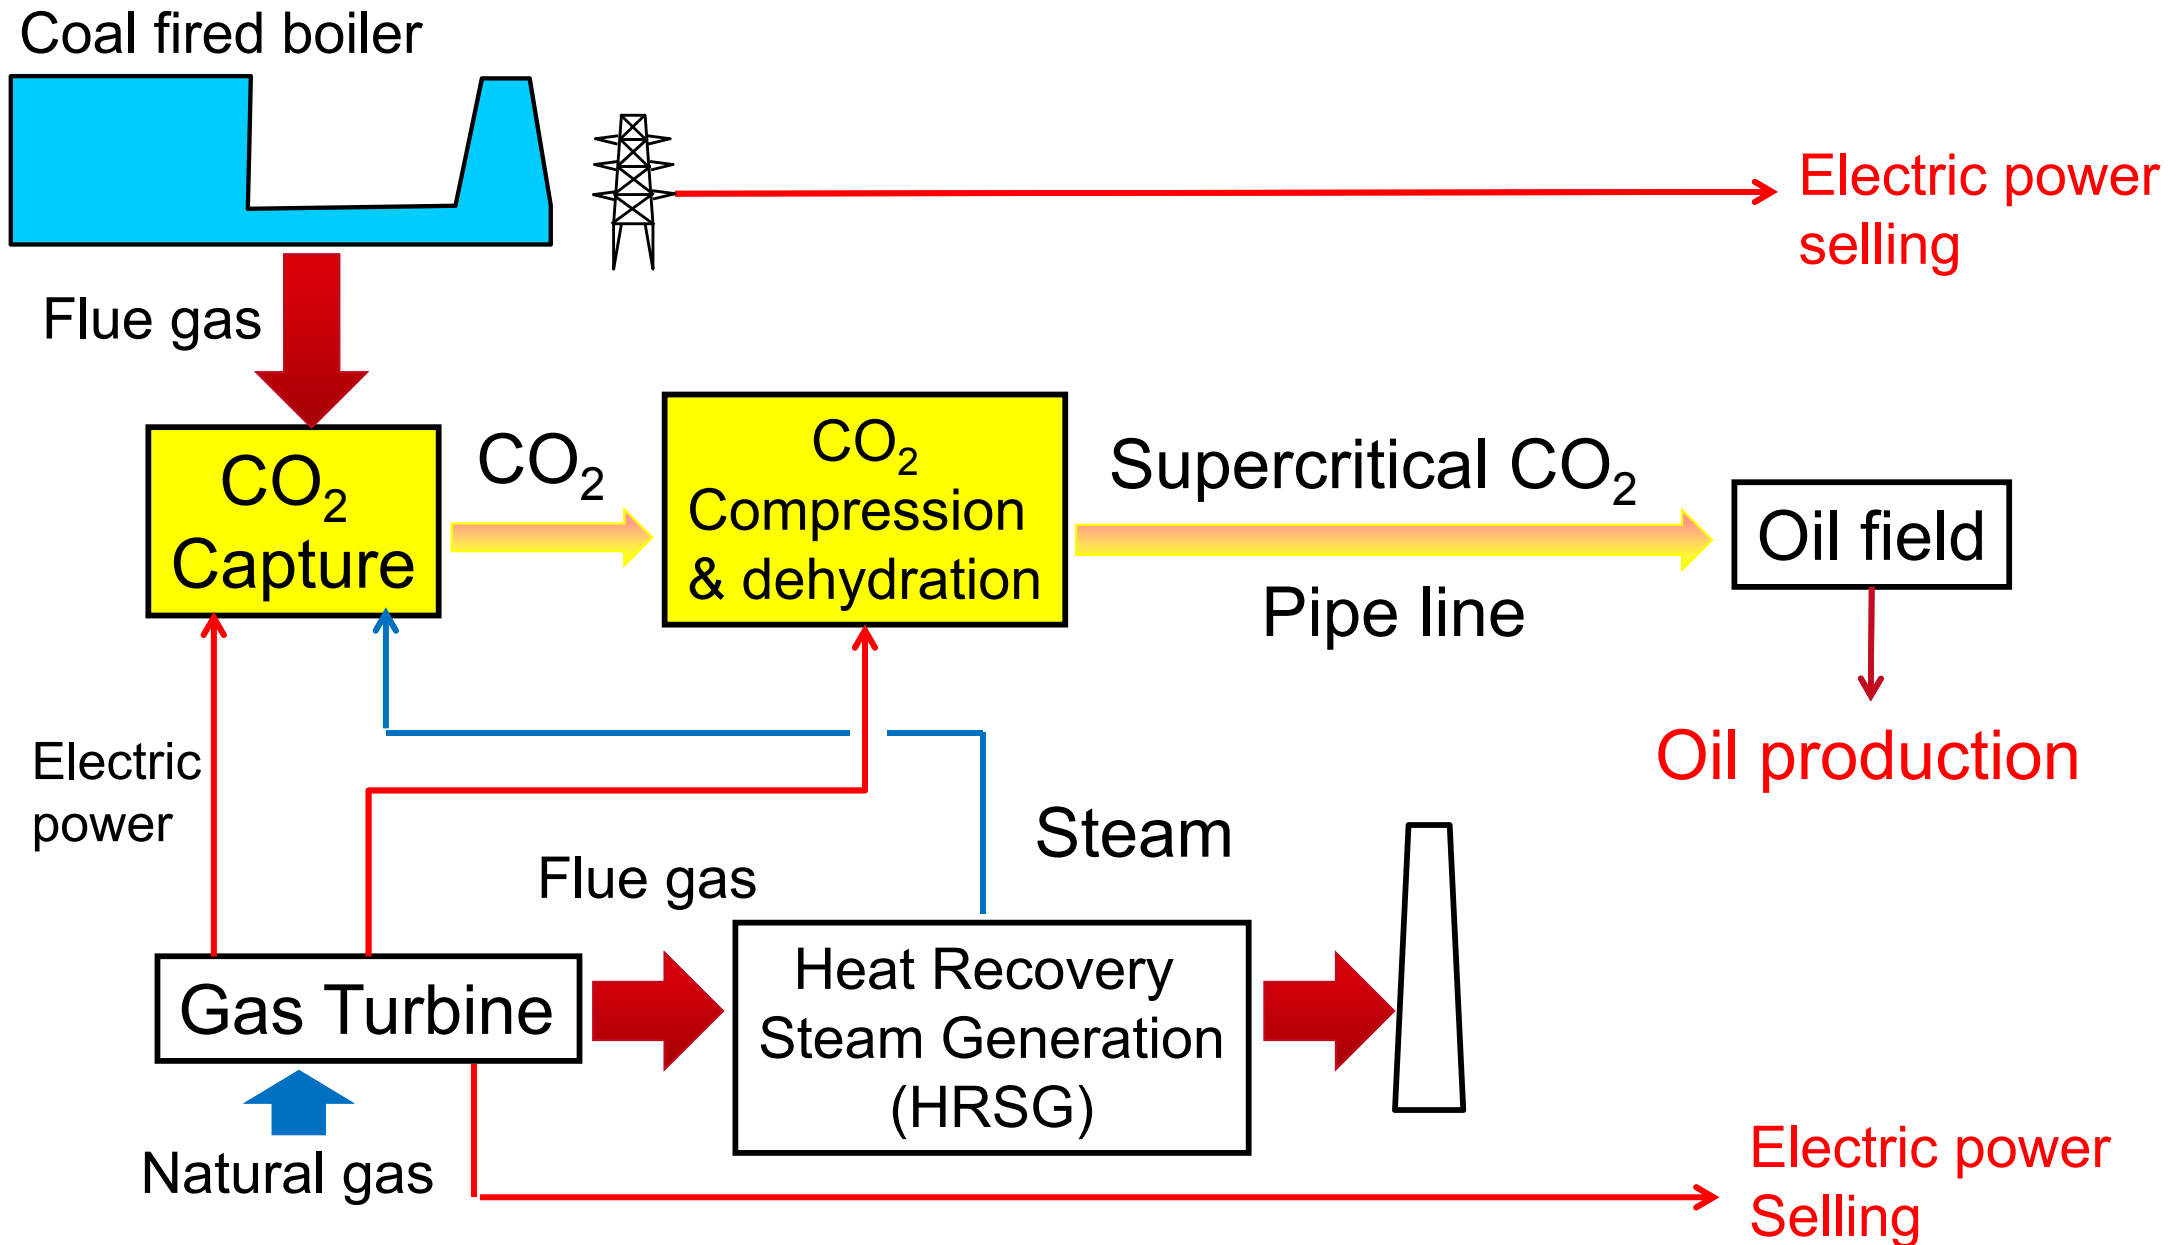 Coal fired boiler
Electric power
selling
Flue gas
CO₂
Capture
CO₂
CO₂
Compression
& dehydration
Supercritical CO₂
Pipe line
Oil field
Oil production
Electric
power
Steam
Flue gas
Gas Turbine
Heat Recovery
Steam Generation
(HRSG)
Natural gas
Electric power
Selling